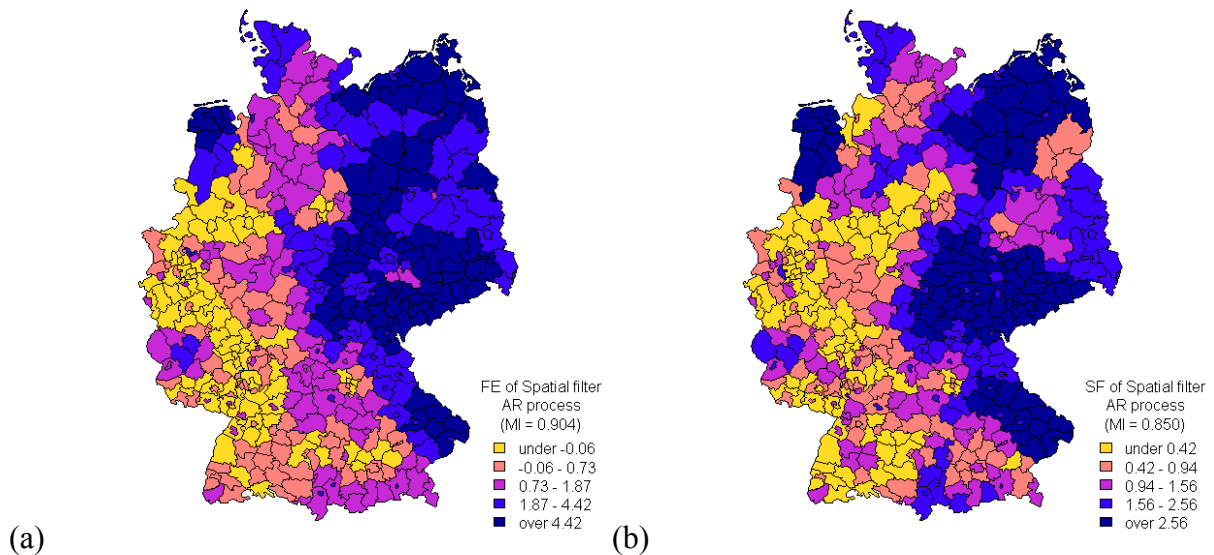 FE of Spatial filter
AR process
(MI = 0.904)
under -0.06
-0.06 - 0.73
0.73 - 1.87
1.87 - 4.42
over 4.42
(a)
SF of Spatial filter
AR process
(MI = 0.850)
under 0.42
0.42 - 0.94
0.94 - 1.56
1.56 - 2.56
over 2.56
(b)